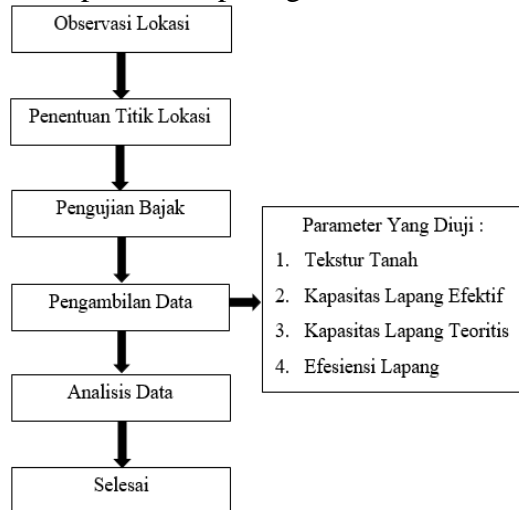 Observasi Lokasi
Penentuan Titik Lokasi
Pengujian Bajak
Pengambilan Data
Parameter Yang Diuji :
1. Tekstur Tanah
2. Kapasitas Lapang Efektif
3. Kapasitas Lapang Teoritis
4. Efesiensi Lapang
Analisis Data
Selesai